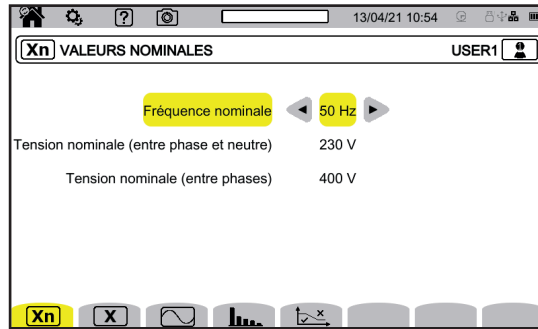 ? 13/04/21 10:54
Xn VALEURS NOMINALES USER1
Fréquence nominale 50 Hz
Tension nominale (entre phase et neutre) 230 V
Tension nominale (entre phases) 400 V
Xn X x